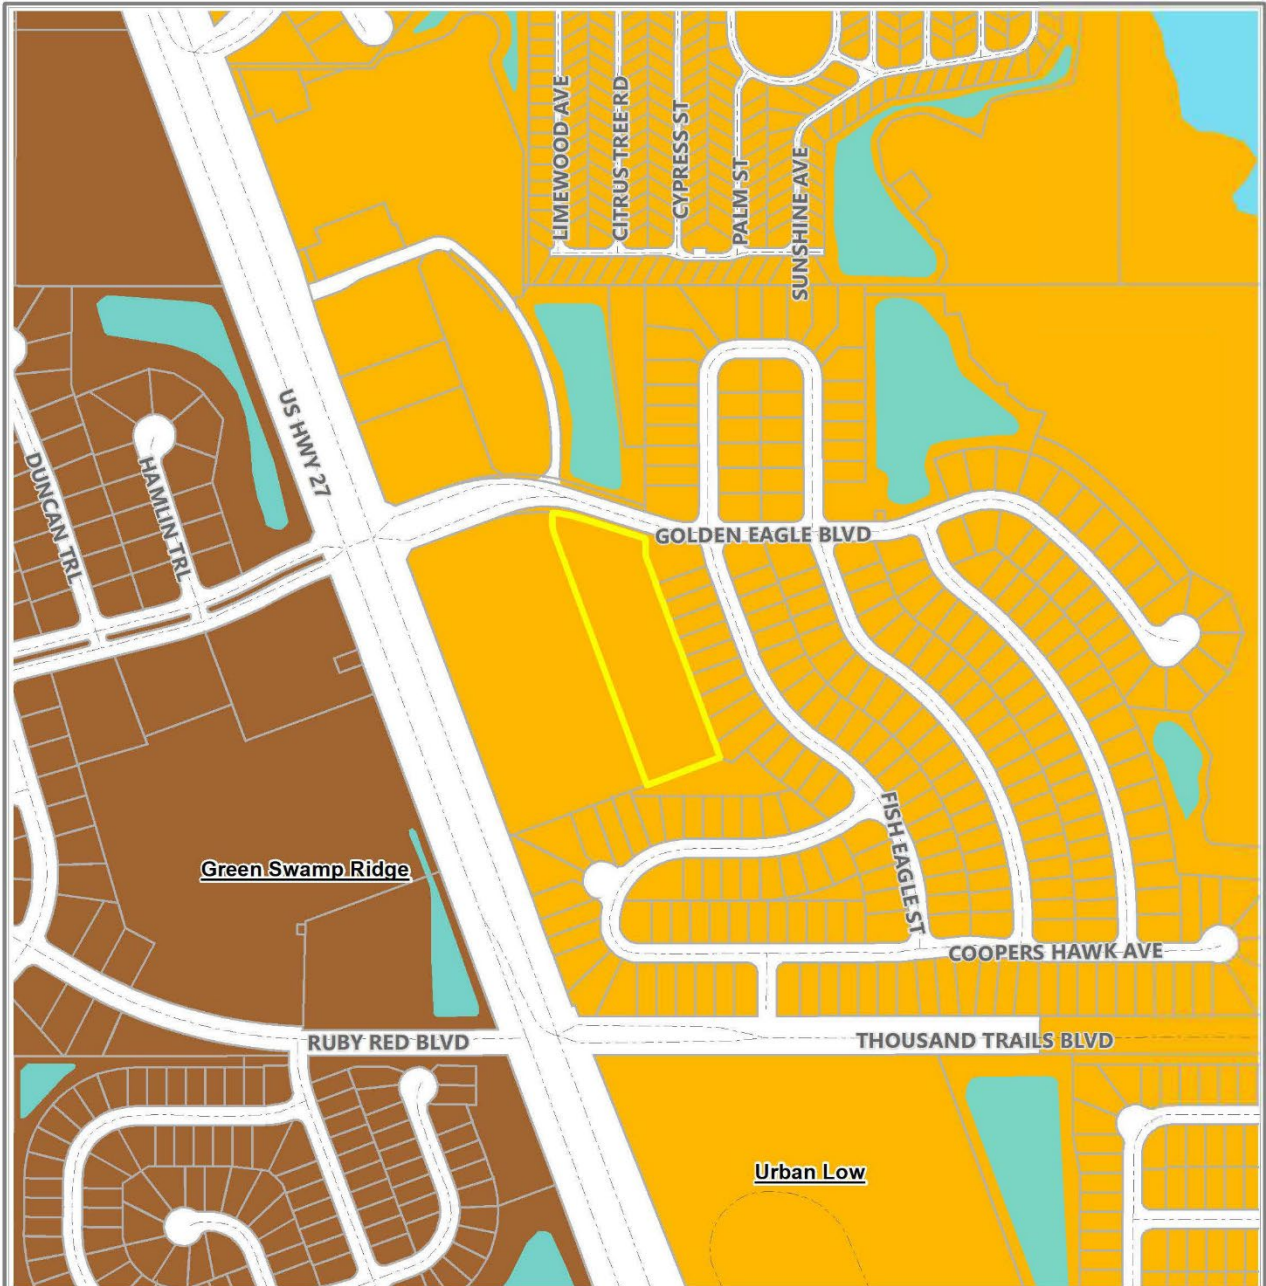 LIMEWOOD AVE
CITRUS TREE RD
CYPRESS ST
PALM ST
SUNSHINE AVE
US HWY 27
DUNCAN TRL
HAMLIN TRL
GOLDEN EAGLE BLVD
FISH EAGLE ST
Green Swamp Ridge
COOPERS HAWK AVE
RUBY RED BLVD
THOUSAND TRAILS BLVD
Urban Low